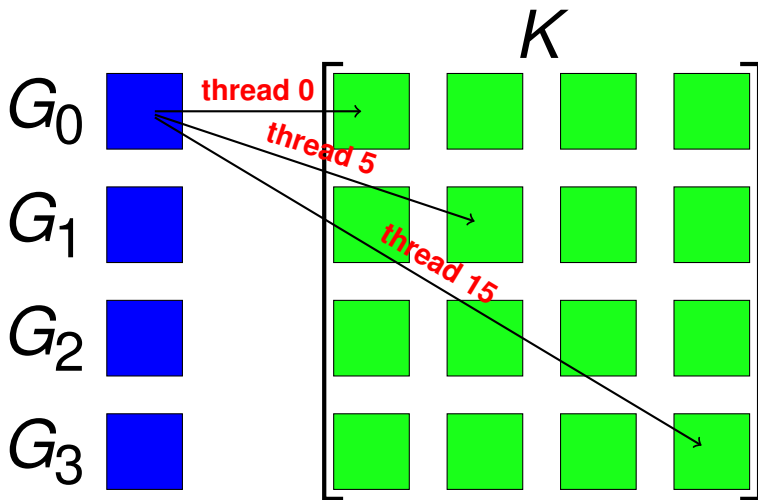 K
G₀
thread 0
thread 5
G₁
thread 15
G₂
G₃